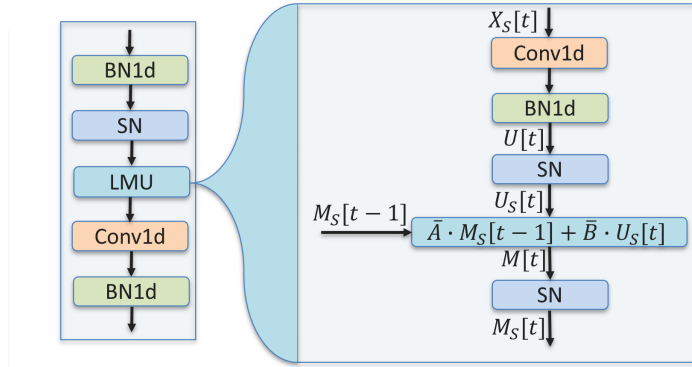 BN1d
SN
LMU
Conv1d
BN1d
X_S[t]
Conv1d
BN1d
U[t]
SN
U_S[t]
M_S[t − 1]
Ā · M_S[t − 1] + B̄ · U_S[t]
M[t]
SN
M_S[t]